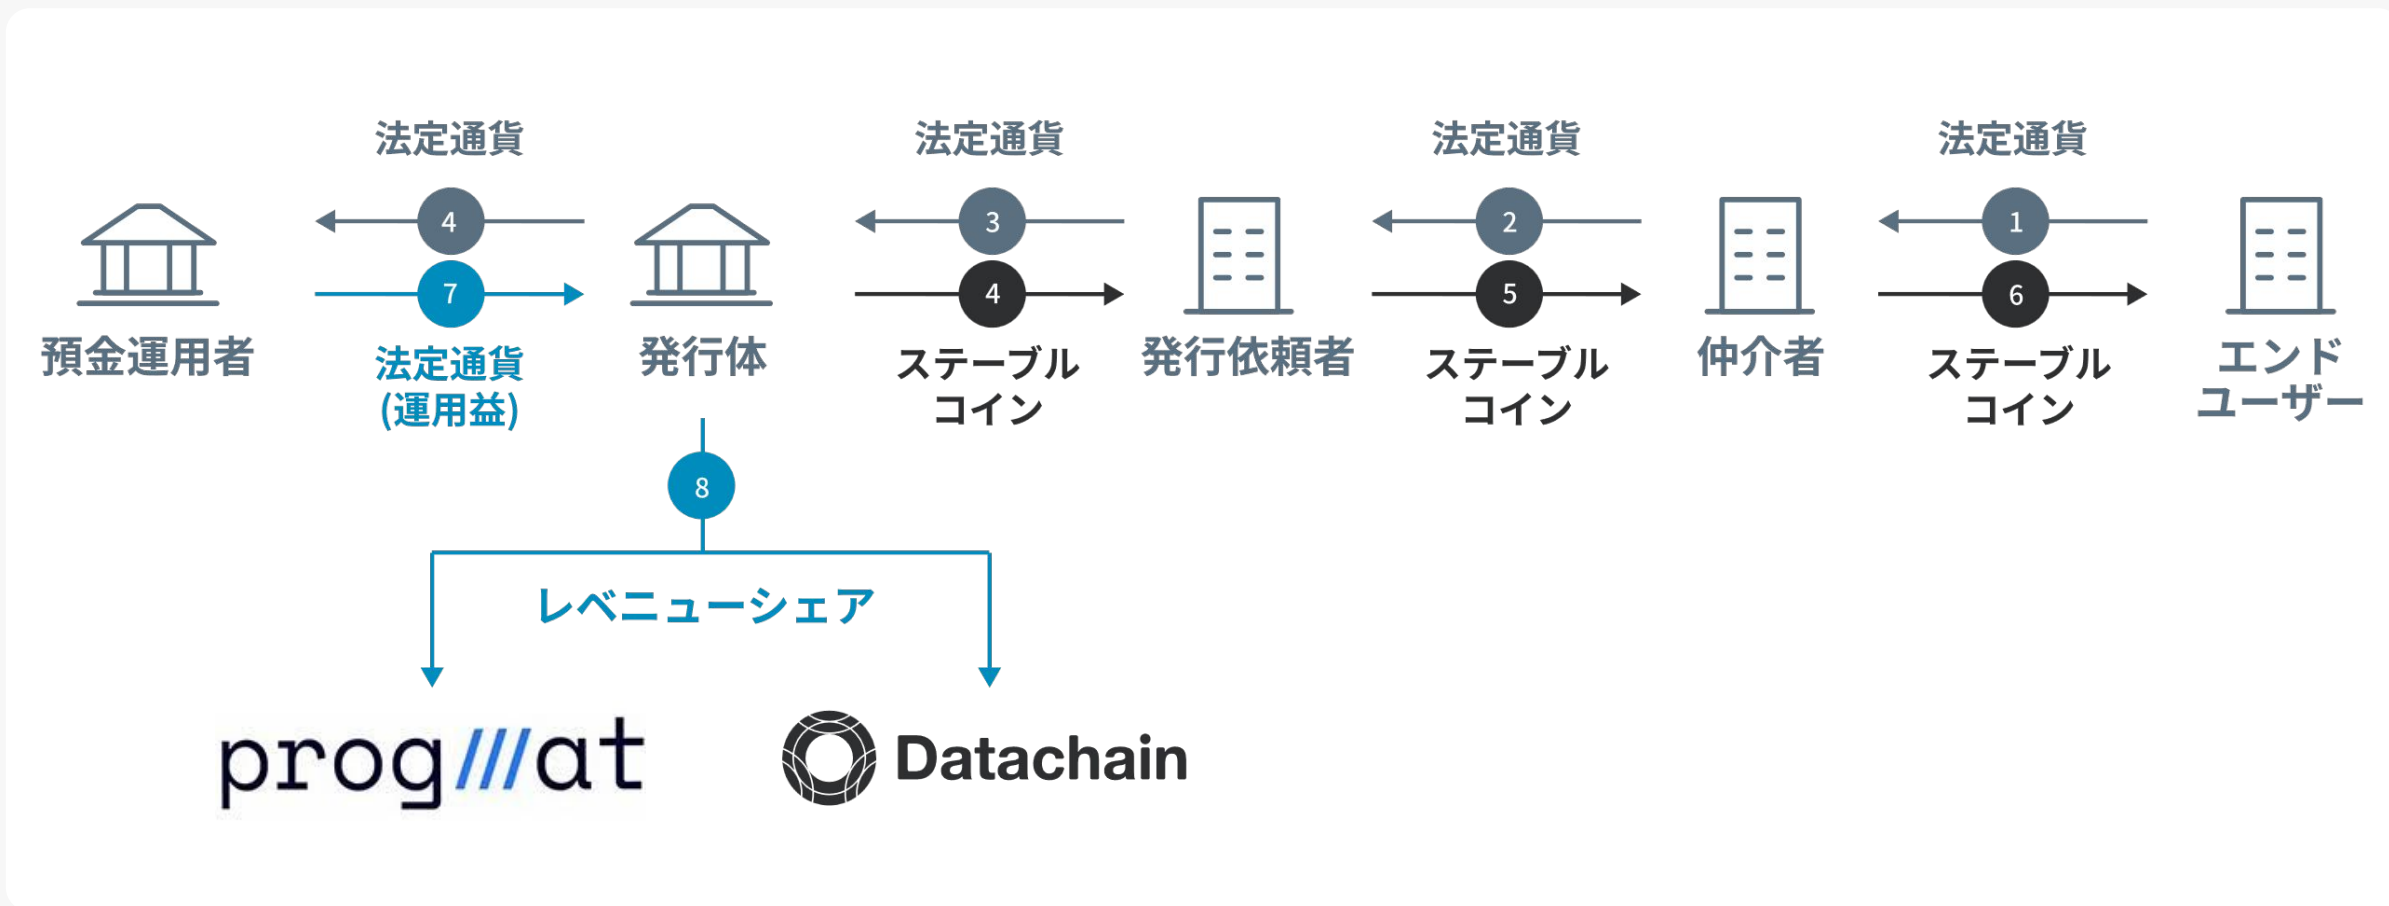 法定通貨
法定通貨
法定通貨
法定通貨
4
3
2
1
7
4
5
6
預金運用者
法定通貨
(運用益)
発行体
ステーブル
コイン
発行依頼者
ステーブル
コイン
仲介者
ステーブル
コイン
エンド
ユーザー
8
レベニューシェア
progmat
Datachain